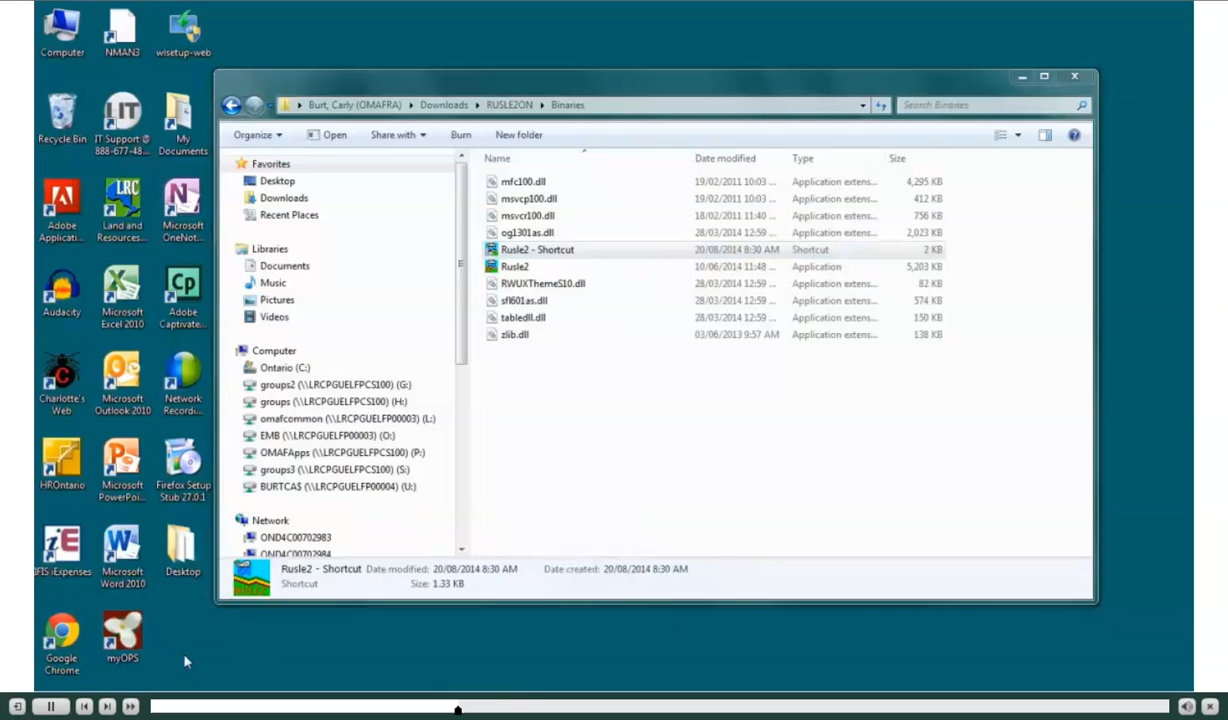 Computer
NMAN3
wisetup-web
Recycle Bin
IT Support @
888-677-48...
My
Documents
Adobe
Applicati...
LRC
Land and
Resources...
Microsoft
OneNot...
Audacity
Microsoft
Excel 2010
Cp
Adobe
Captivate...
Charlotte's
Web
Microsoft
Outlook 2010
Network
Recordi...
HROntario
Microsoft
PowerPoi...
Firefox Setup
Stub 27.0.1
iE
IFIS iExpenses
Microsoft
Word 2010
Desktop
Google
Chrome
myOPS
Burt, Carly (OMAFRA) Downloads RUSLE2ON Binaries
Search Binaries
Organize Open Share with Burn New folder
Favorites
Desktop
Downloads
Recent Places
Libraries
Documents
Music
Pictures
Videos
Computer
Ontario (C:)
groups2 (\\LRCPGUELFPCS100) (G:)
groups (\\LRCPGUELFPCS100) (H:)
omafcommon (\\LRCPGUELFP00003) (L:)
EMB (\\LRCPGUELFP00003) (O:)
OMAFApps (\\LRCPGUELFPCS100) (P:)
groups3 (\\LRCPGUELFPCS100) (S:)
BURTCA$ (\\LRCPGUELFP00004) (U:)
Network
OND4C00702983
OND4C00702984
Name Date modified Type Size
mfc100.dll 19/02/2011 10:03 ... Application extens... 4,295 KB
msvcp100.dll 19/02/2011 10:03 ... Application extens... 412 KB
msvcr100.dll 18/02/2011 11:40 ... Application extens... 756 KB
og1301as.dll 28/03/2014 12:59 ... Application extens... 2,023 KB
Rusle2 - Shortcut 20/08/2014 8:30 AM Shortcut 2 KB
Rusle2 10/06/2014 11:48 ... Application 5,203 KB
RWUXThemeS10.dll 28/03/2014 12:59 ... Application extens... 82 KB
sfl601as.dll 28/03/2014 12:59 ... Application extens... 574 KB
tabledll.dll 28/03/2014 12:59 ... Application extens... 150 KB
zlib.dll 03/06/2013 9:57 AM Application extens... 138 KB
Rusle2 - Shortcut Date modified: 20/08/2014 8:30 AM Date created: 20/08/2014 8:30 AM
Shortcut Size: 1.33 KB